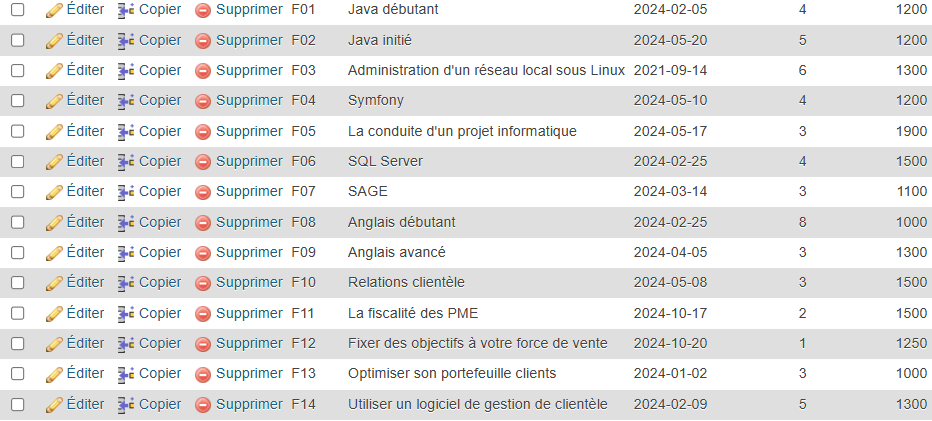 Éditer Copier Supprimer F01 Java débutant 2024-02-05 4 1200
Éditer Copier Supprimer F02 Java initié 2024-05-20 5 1200
Éditer Copier Supprimer F03 Administration d'un réseau local sous Linux 2021-09-14 6 1300
Éditer Copier Supprimer F04 Symfony 2024-05-10 4 1200
Éditer Copier Supprimer F05 La conduite d'un projet informatique 2024-05-17 3 1900
Éditer Copier Supprimer F06 SQL Server 2024-02-25 4 1500
Éditer Copier Supprimer F07 SAGE 2024-03-14 3 1100
Éditer Copier Supprimer F08 Anglais débutant 2024-02-25 8 1000
Éditer Copier Supprimer F09 Anglais avancé 2024-04-05 3 1300
Éditer Copier Supprimer F10 Relations clientèle 2024-05-08 3 1500
Éditer Copier Supprimer F11 La fiscalité des PME 2024-10-17 2 1500
Éditer Copier Supprimer F12 Fixer des objectifs à votre force de vente 2024-10-20 1 1250
Éditer Copier Supprimer F13 Optimiser son portefeuille clients 2024-01-02 3 1000
Éditer Copier Supprimer F14 Utiliser un logiciel de gestion de clientèle 2024-02-09 5 1300